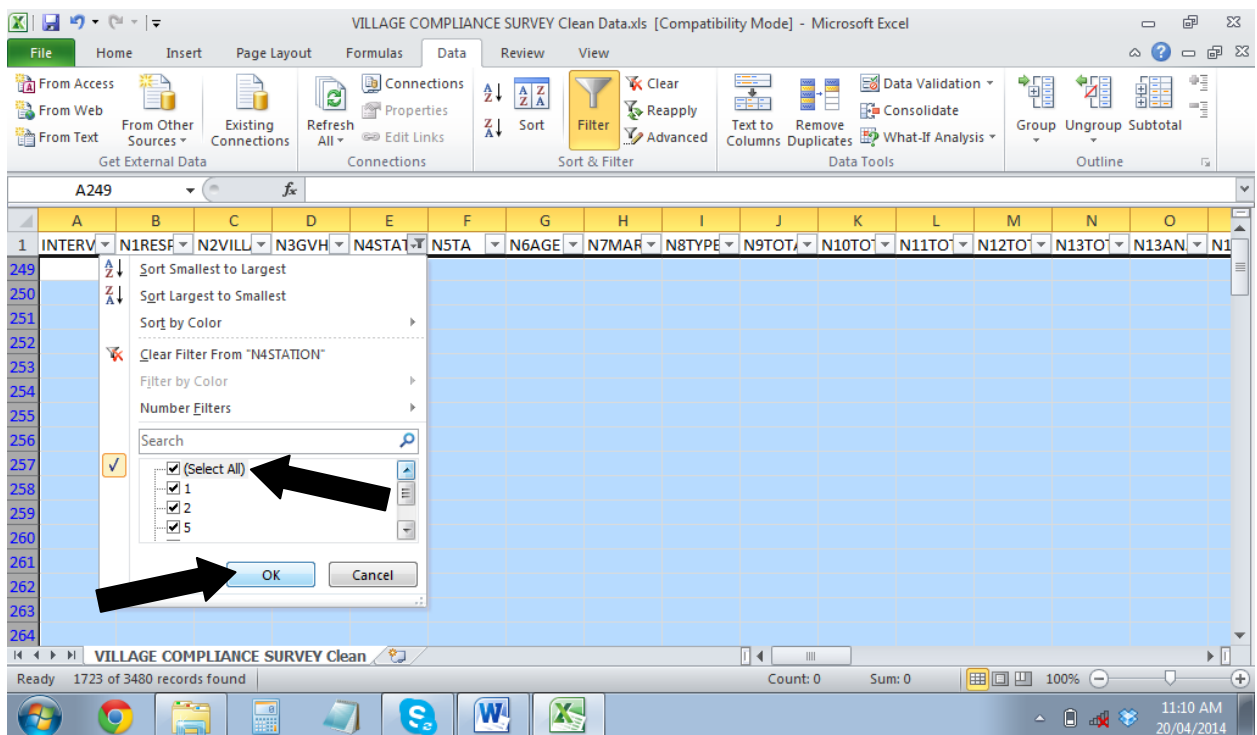 VILLAGE COMPLIANCE SURVEY Clean Data.xls [Compatibility Mode] - Microsoft Excel
File Home Insert Page Layout Formulas Data Review View
From Access
From Web
From Text
From Other Sources
Existing Connections
Get External Data
Refresh All
Connections
Properties
Edit Links
Connections
Sort
Filter
Clear
Reapply
Advanced
Sort & Filter
Text to Columns
Remove Duplicates
Data Validation
Consolidate
What-If Analysis
Data Tools
Group Ungroup Subtotal
Outline
A249 fx
A B C D E F G H I J K L M N O
1 INTERV N1RESF N2VILL N3GVH N4STAT N5TA N6AGE N7MAR N8TYPE N9TOT N10TO N11TO N12TO N13TOT N13AN N1
249 Sort Smallest to Largest
250 Sort Largest to Smallest
251 Sort by Color
252 Clear Filter From "N4STATION"
253 Filter by Color
254
255 Number Filters
256 Search
257 (Select All)
258 1
259 2
260 5
261 OK Cancel
262
263
264
VILLAGE COMPLIANCE SURVEY Clean
Ready 1723 of 3480 records found Count: 0 Sum: 0 100%
11:10 AM
20/04/2014